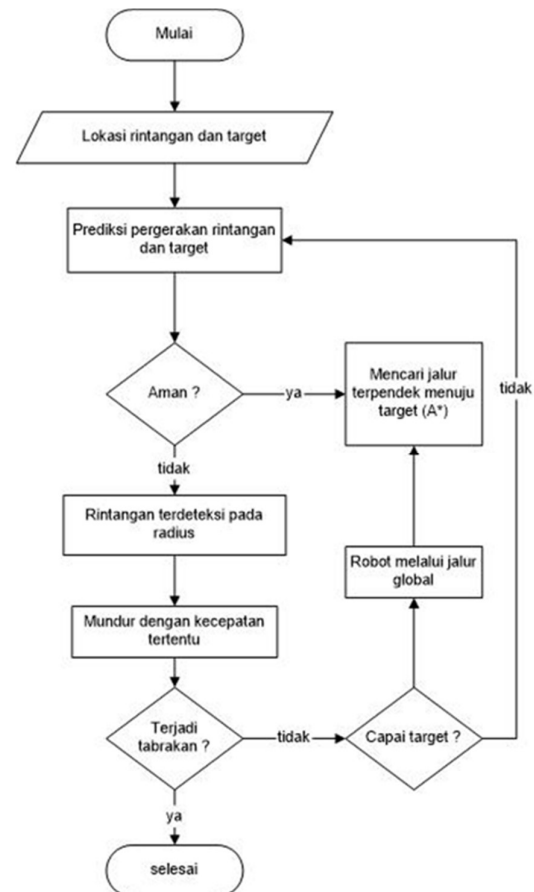 Mulai
Lokasi rintangan dan target
Prediksi pergerakan rintangan
dan target
Aman ?
ya
Mencari jalur
terpendek menuju
target (A*)
tidak
tidak
Rintangan terdeteksi pada
radius
Robot melalui jalur
global
Mundur dengan kecepatan
tertentu
Terjadi
tabrakan ?
tidak
Capai target ?
ya
selesai